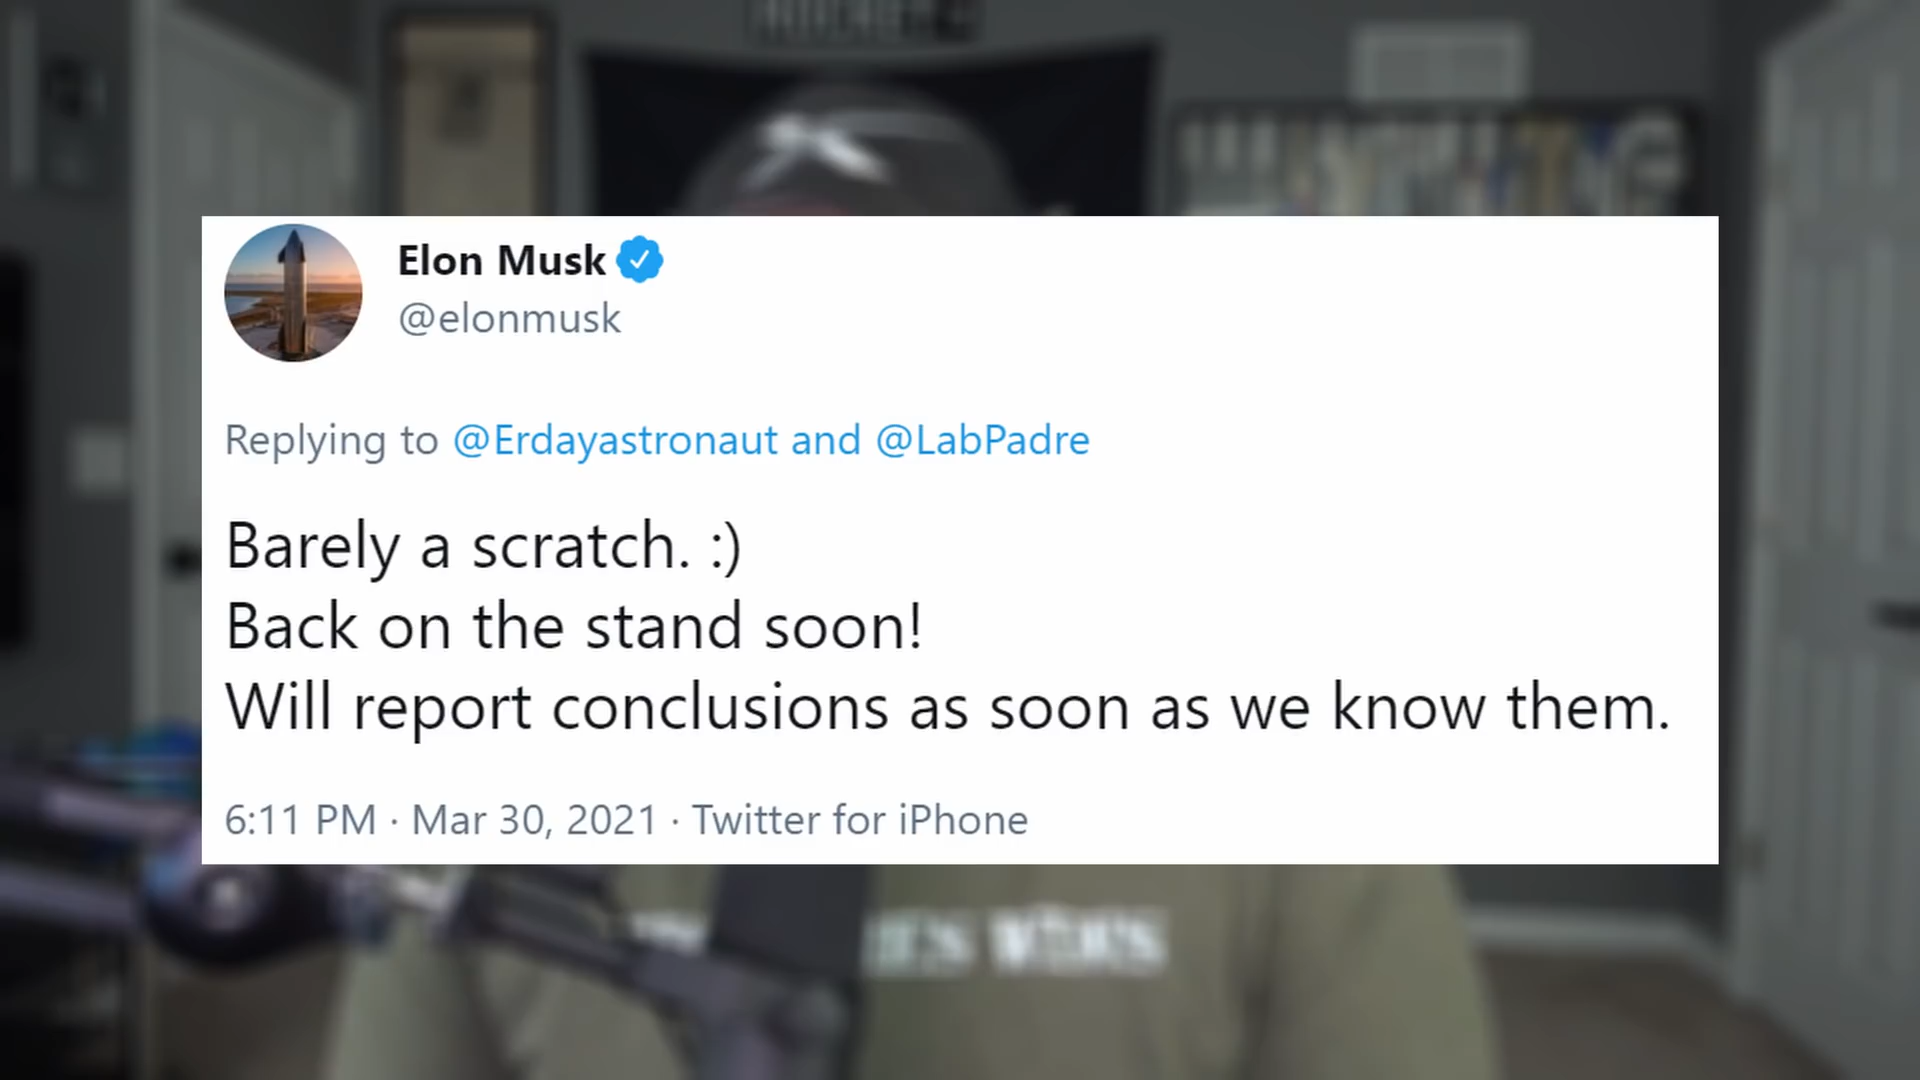 Elon Musk
@elonmusk
Replying to @Erdayastronaut and @LabPadre
Barely a scratch. :)
Back on the stand soon!
Will report conclusions as soon as we know them.
6:11 PM · Mar 30, 2021 · Twitter for iPhone